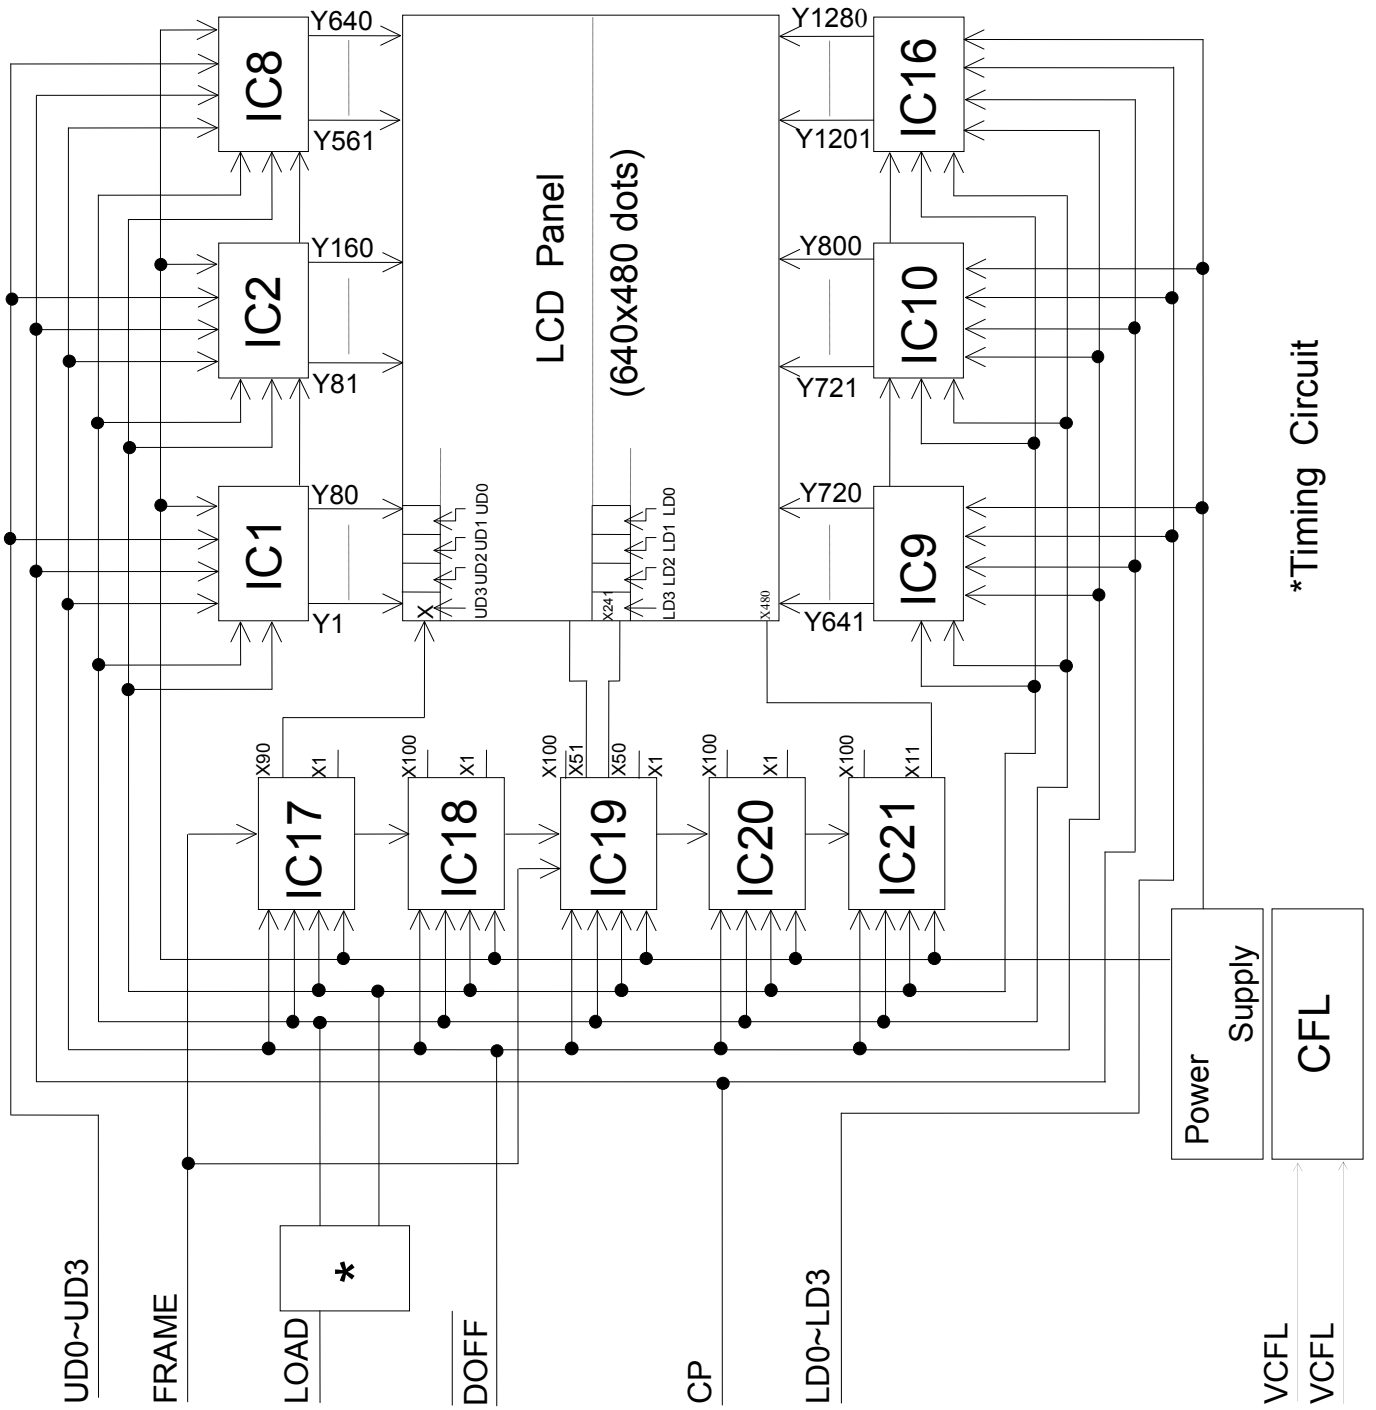 Y640
Y1280
IC8
IC16
Y561
Y1201
LCD Panel
(640x480 dots)
Y160
Y800
IC2
IC10
Y81
Y721
Y80
Y720
IC1
IC9
Y1
Y641
UD3 UD2 UD1 UD0
LD3 LD2 LD1 LD0
X
X241
X480
X90
X1
X100
X1
X100
X51
X50
X1
X100
X1
X100
X11
IC17
IC18
IC19
IC20
IC21
*Timing Circuit
Power
Supply
CFL
*
UD0~UD3
FRAME
LOAD
DOFF
CP
LD0~LD3
VCFL
VCFL